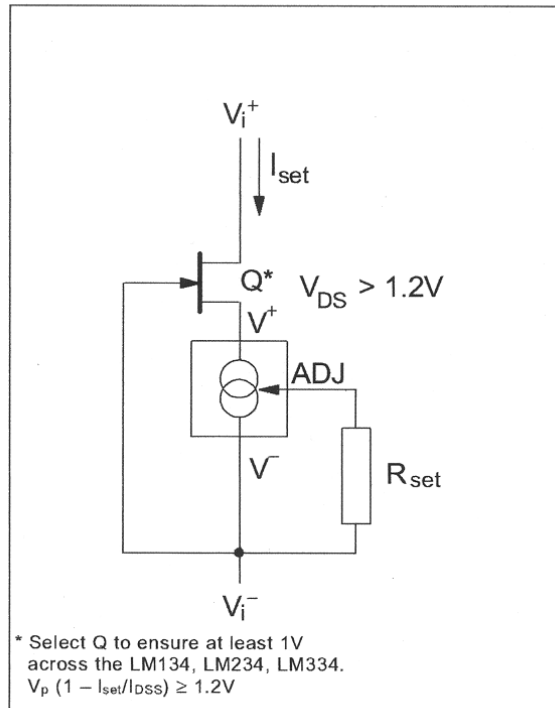 Vi+
Iset
Q*
VDS > 1.2V
V+
ADJ
V−
Rset
Vi−
* Select Q to ensure at least 1V
across the LM134, LM234, LM334.
Vp (1 − Iset/IDSS) ≥ 1.2V